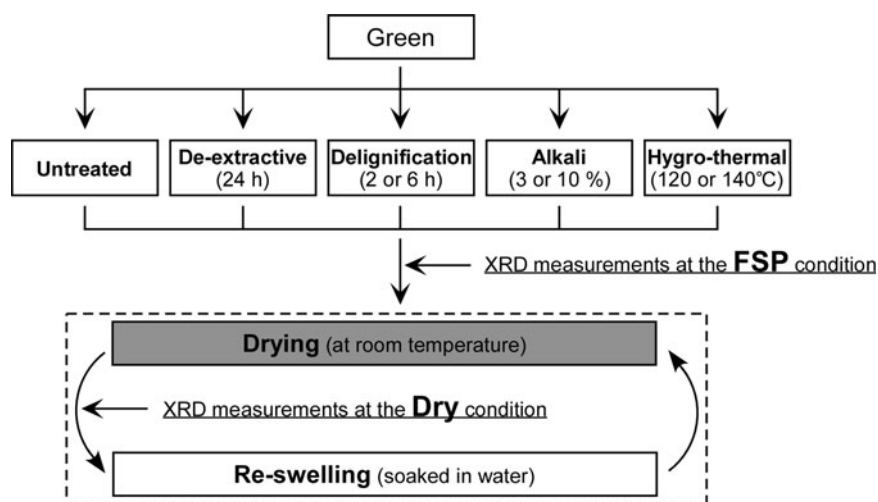 Green
Untreated
De-extractive
(24 h)
Delignification
(2 or 6 h)
Alkali
(3 or 10 %)
Hygro-thermal
(120 or 140℃)
XRD measurements at the FSP condition
Drying (at room temperature)
XRD measurements at the Dry condition
Re-swelling (soaked in water)